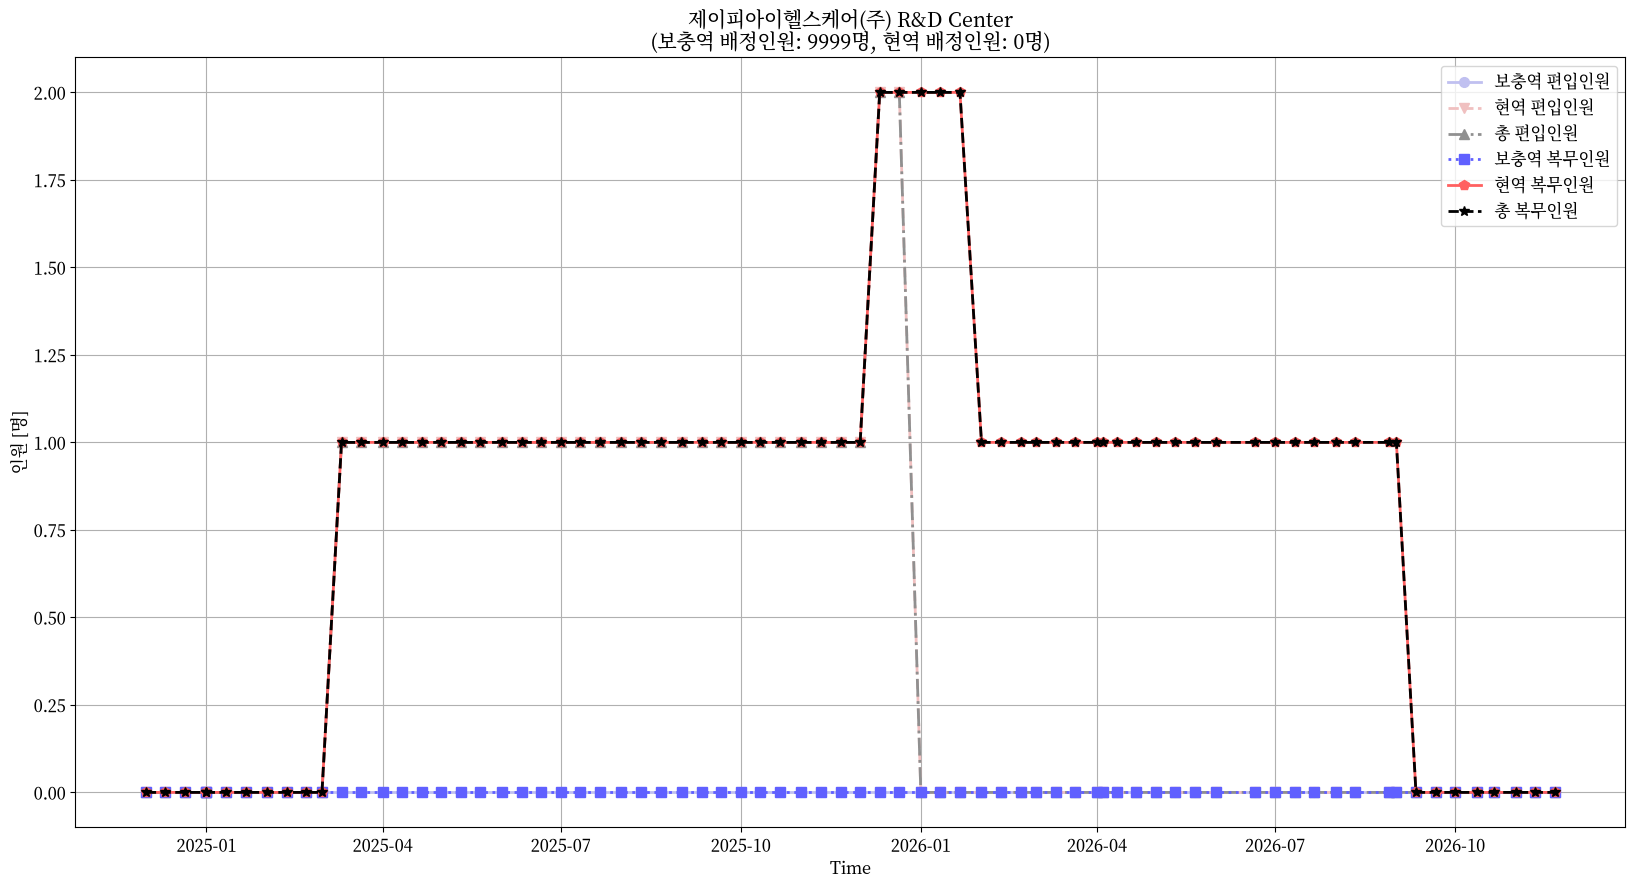 제이피아이헬스케어(주) R&D Center
(보충역 배정인원: 9999명, 현역 배정인원: 0명)
보충역 편입인원
현역 편입인원
총 편입인원
보충역 복무인원
현역 복무인원
총 복무인원
인원 [명]
2.00
1.75
1.50
1.25
1.00
0.75
0.50
0.25
0.00
2025-01 2025-04 2025-07 2025-10 2026-01 2026-04 2026-07 2026-10
Time